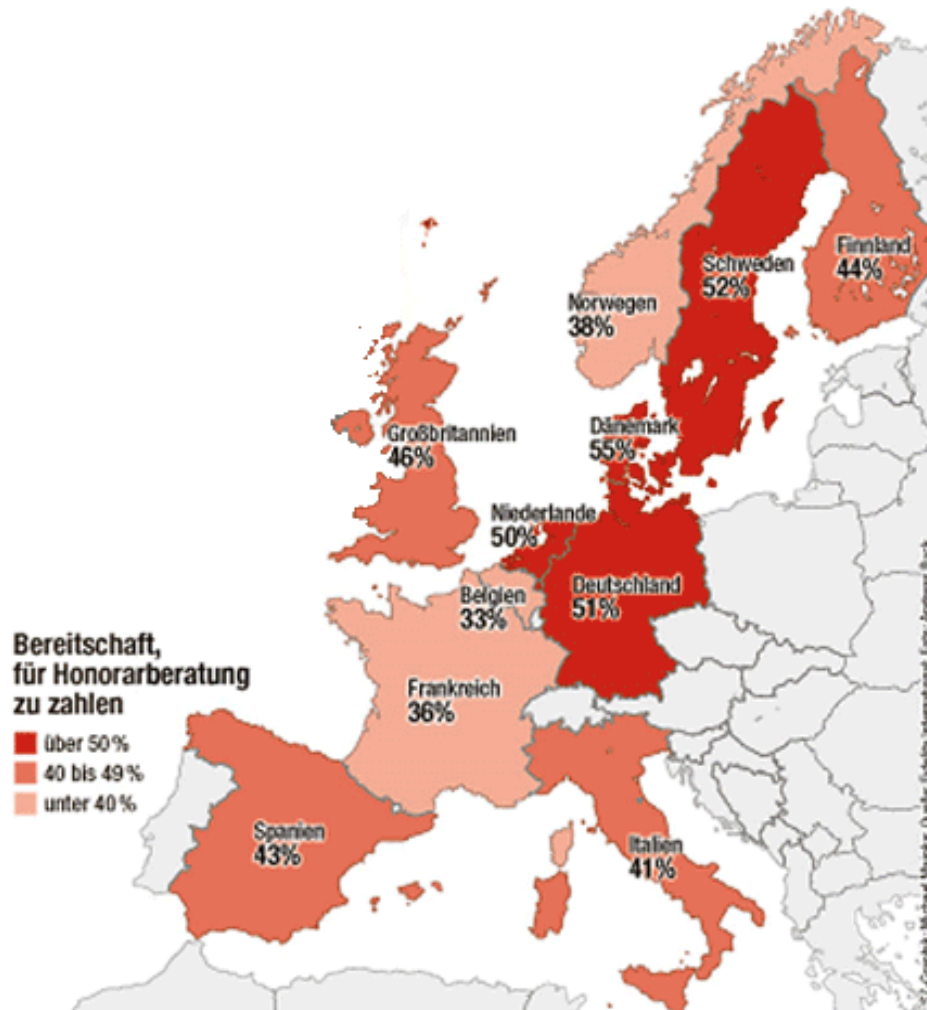 Finnland
44%
Schweden
52%
Norwegen
38%
Dänemark
55%
Großbritannien
46%
Niederlande
50%
Deutschland
51%
Belgien
33%
Frankreich
36%
Spanien
43%
Italien
41%
Bereitschaft,
für Honorarberatung
zu zahlen
über 50%
40 bis 49%
unter 40%